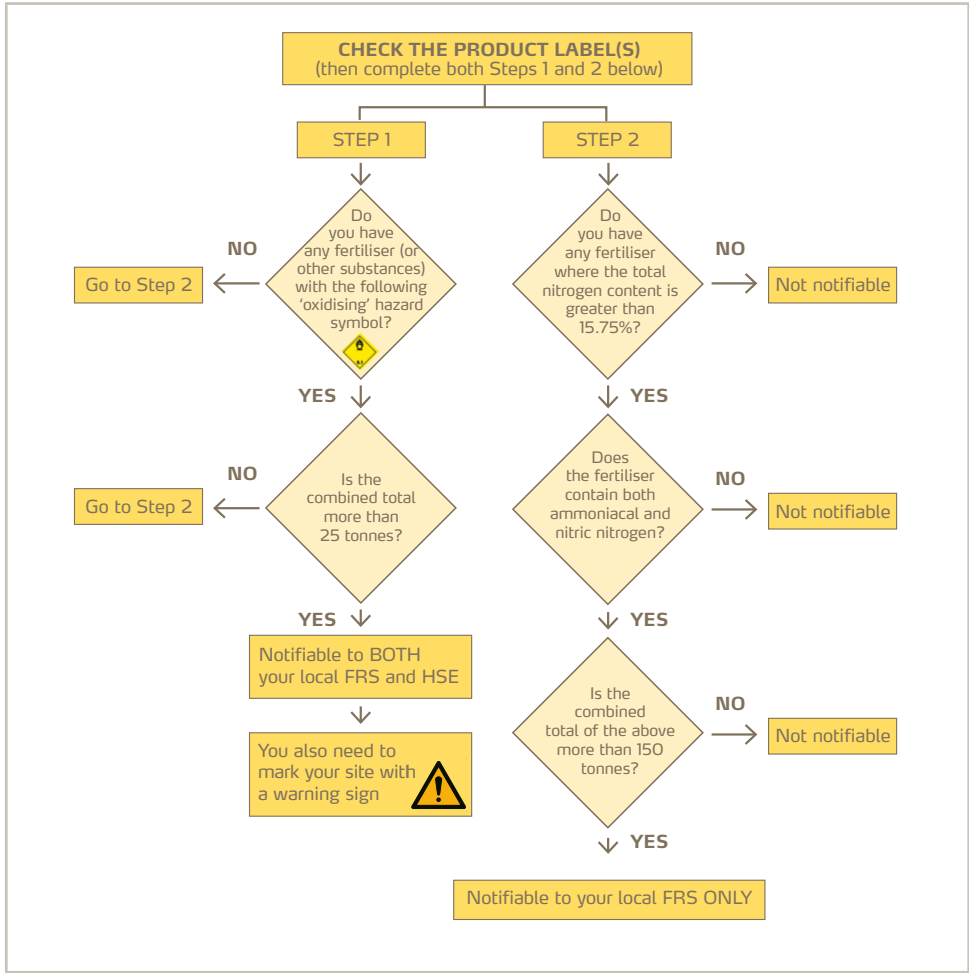 CHECK THE PRODUCT LABEL(S)
(then complete both Steps 1 and 2 below)
STEP 1
Do
you have
any fertiliser (or
other substances)
with the following
‘oxidising’ hazard
symbol?
NO
Go to Step 2
YES
Is the
combined total
more than
25 tonnes?
NO
Go to Step 2
YES
Notifiable to BOTH
your local FRS and HSE
You also need to
mark your site with
a warning sign
STEP 2
Do
you have
any fertiliser
where the total
nitrogen content is
greater than
15.75%?
NO
Not notifiable
YES
Does
the fertiliser
contain both
ammoniacal and
nitric nitrogen?
NO
Not notifiable
YES
Is the
combined
total of the above
more than 150
tonnes?
NO
Not notifiable
YES
Notifiable to your local FRS ONLY